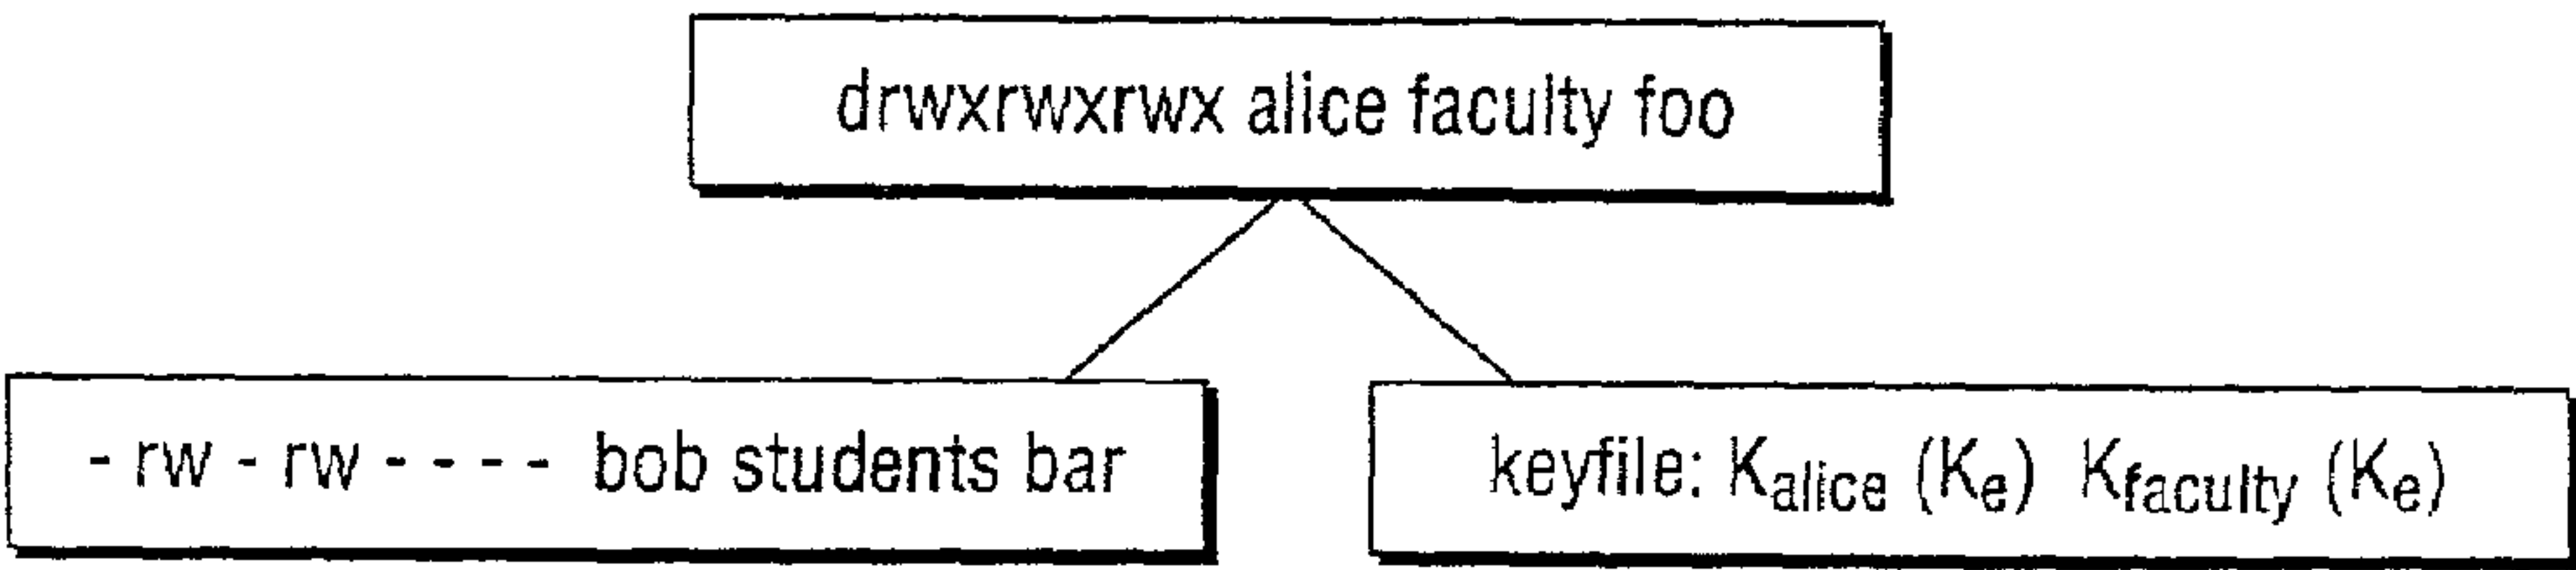 drwxrwxrwx alice faculty foo
- rw - rw - - - - bob students bar
keyfile: Kalice (Ke) Kfaculty (Ke)